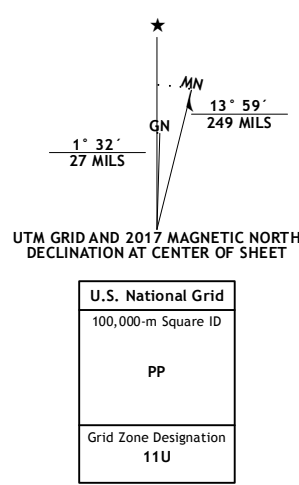 MN
13° 59´
249 MILS
GN
1° 32´
27 MILS
UTM GRID AND 2017 MAGNETIC NORTH
DECLINATION AT CENTER OF SHEET
U.S. National Grid
100,000-m Square ID
PP
Grid Zone Designation
11U